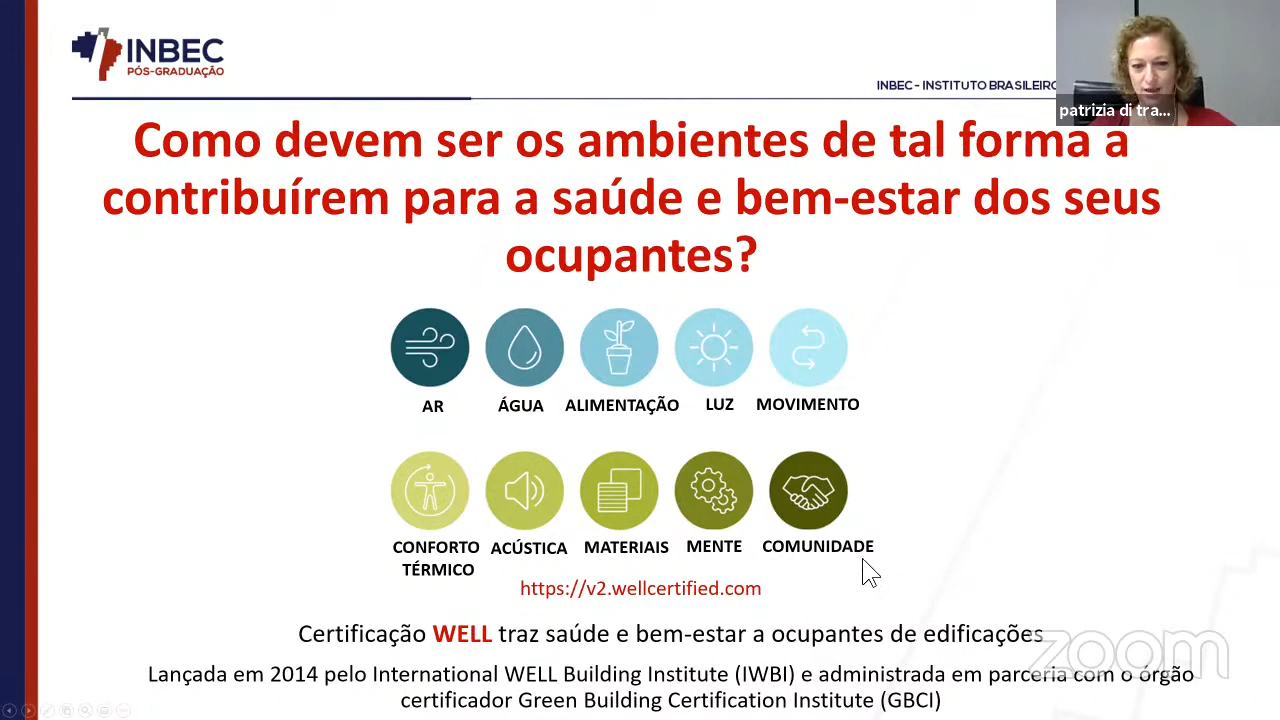 INBEC
PÓS-GRADUAÇÃO
INBEC - INSTITUTO BRASILEIRO
patrizia di tra...
Como devem ser os ambientes de tal forma a
contribuírem para a saúde e bem-estar dos seus
ocupantes?
AR ÁGUA ALIMENTAÇÃO LUZ MOVIMENTO
CONFORTO ACÚSTICA MATERIAIS MENTE COMUNIDADE
TÉRMICO
https://v2.wellcertified.com
Certificação WELL traz saúde e bem-estar a ocupantes de edificações
zoom
Lançada em 2014 pelo International WELL Building Institute (IWBI) e administrada em parceria com o órgão
certificador Green Building Certification Institute (GBCI)